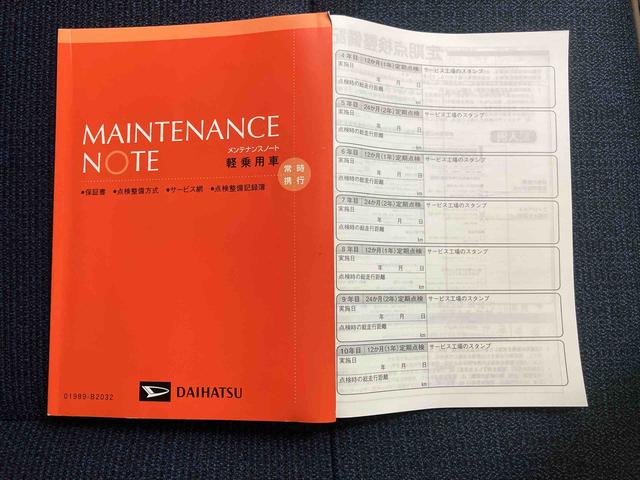 MAINTENANCE
NOTE
メンテナンスノート
軽乗用車
常時
携行
●保証書 ●点検整備方式 ●サービス網 ●点検整備記録簿
DAIHATSU
01989-B2032
4年目 12か月(1年)定期点検 サービス工場のスタンプ
実施日
年 月 日
点検時の総走行距離
km
5年目 24か月(2年)定期点検 サービス工場のスタンプ
実施日
年 月 日
点検時の総走行距離
km
6年目 12か月(1年)定期点検 サービス工場のスタンプ
実施日
年 月 日
点検時の総走行距離
km
7年目 24か月(2年)定期点検 サービス工場のスタンプ
実施日
年 月 日
点検時の総走行距離
km
8年目 12か月(1年)定期点検 サービス工場のスタンプ
実施日
年 月 日
点検時の総走行距離
km
9年目 24か月(2年)定期点検 サービス工場のスタンプ
実施日
年 月 日
点検時の総走行距離
km
10年目 12か月(1年)定期点検 サービス工場のスタンプ
実施日
年 月 日
点検時の総走行距離
km